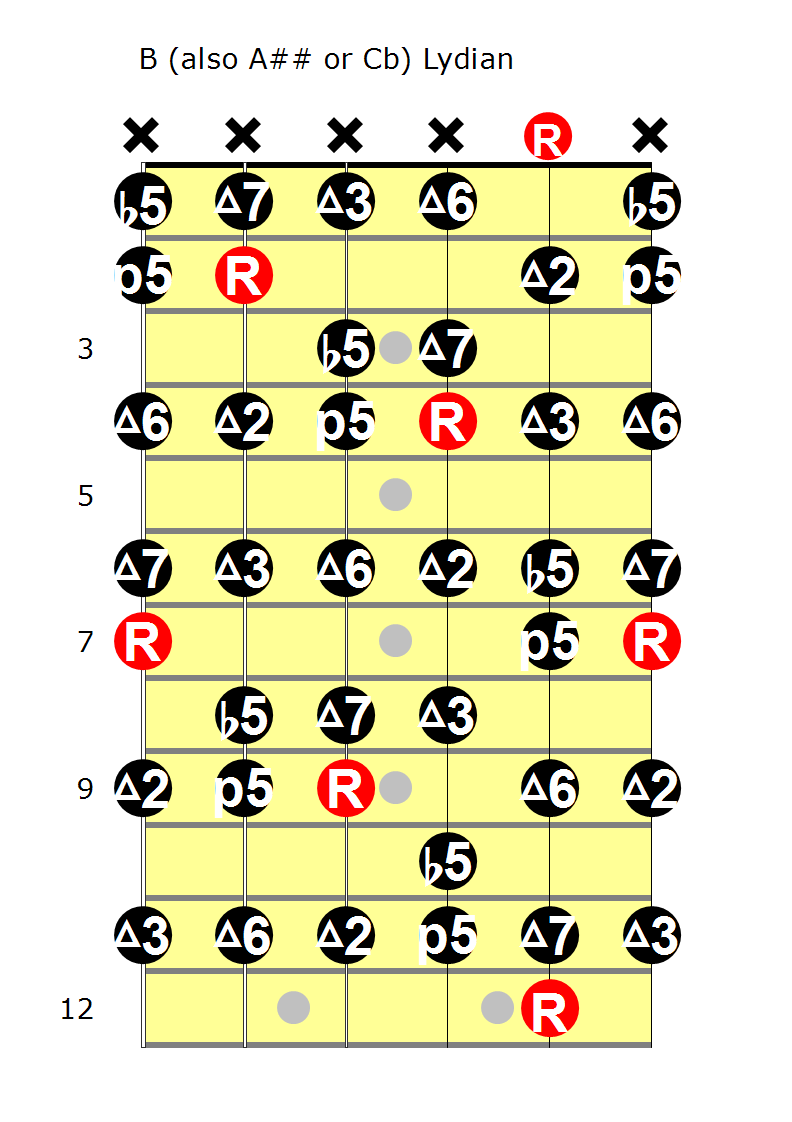 B (also A## or Cb) Lydian
× × × × R ×
♭5 Δ7 Δ3 Δ6 ♭5
p5 R Δ2 p5
3 ♭5 Δ7
Δ6 Δ2 p5 R Δ3 Δ6
5
Δ7 Δ3 Δ6 Δ2 ♭5 Δ7
7 R p5 R
♭5 Δ7 Δ3
9 Δ2 p5 R Δ6 Δ2
♭5
Δ3 Δ6 Δ2 p5 Δ7 Δ3
12 R